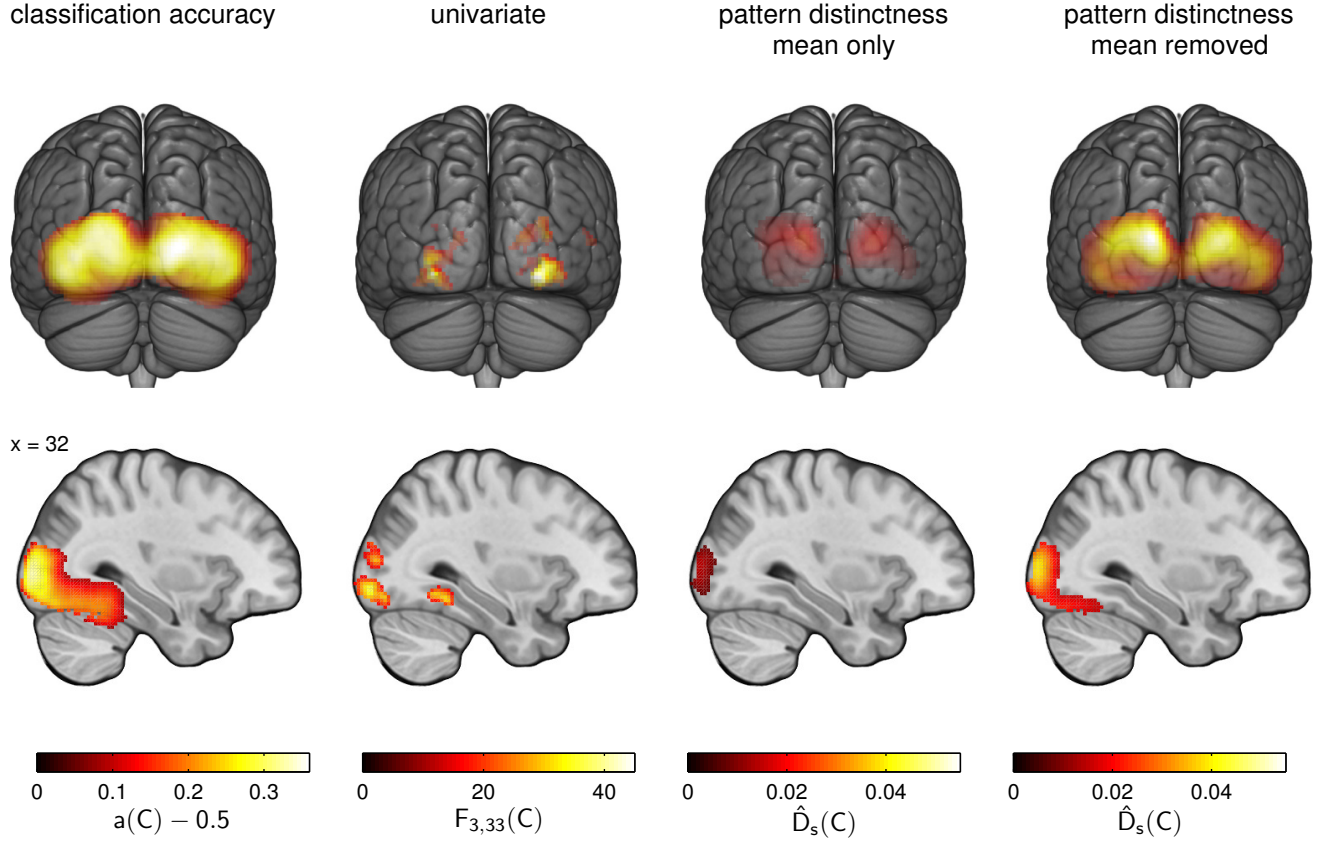 classification accuracy
univariate
pattern distinctness
mean only
pattern distinctness
mean removed
x = 32
0 0.1 0.2 0.3
a(C) − 0.5
0 20 40
F3,33(C)
0 0.02 0.04
D̂s(C)
0 0.02 0.04
D̂s(C)